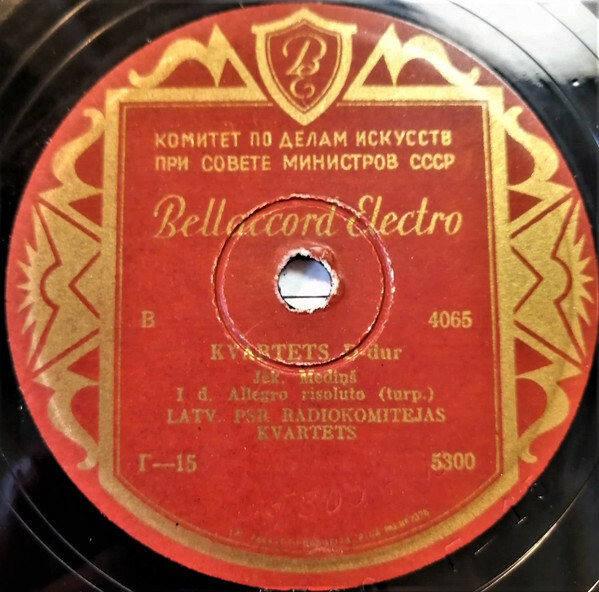 BE
КОМИТЕТ ПО ДЕЛАМ ИСКУССТВ
ПРИ СОВЕТЕ МИНИСТРОВ СССР
Bellaccord Electro
B 4065
KVARTETS D-dur
Jek. Mediņš
I d. Allegro risoluto (turp.)
LATV. PSR RADIOKOMITEJAS
KVARTETS
Г—15 5300